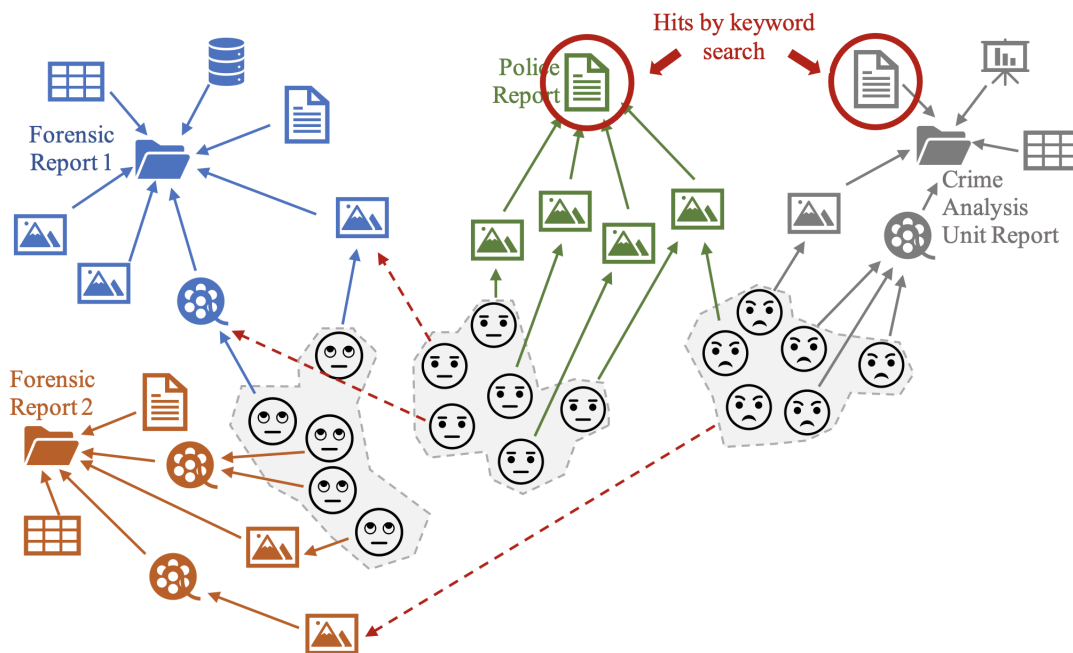 Hits by keyword
search
Police
Report
Forensic
Report 1
Crime
Analysis
Unit Report
Forensic
Report 2